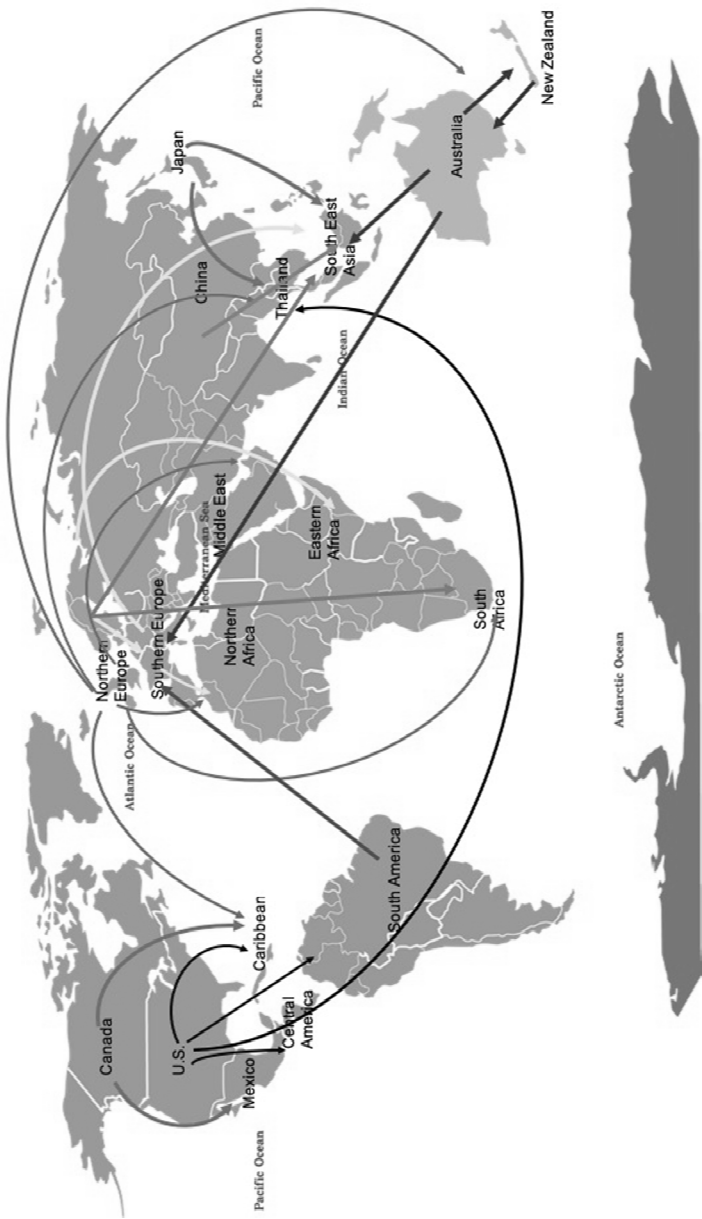 Canada
U.S.
Mexico
Pacific Ocean
Central
America
Caribbean
South America
Atlantic Ocean
Northern
Europe
Southern Europe
Mediterranean Sea
Middle East
Northern
Africa
Eastern
Africa
South
Africa
Indian Ocean
China
Thailand
Japan
South East
Asia
Pacific Ocean
Australia
New Zealand
Antarctic Ocean